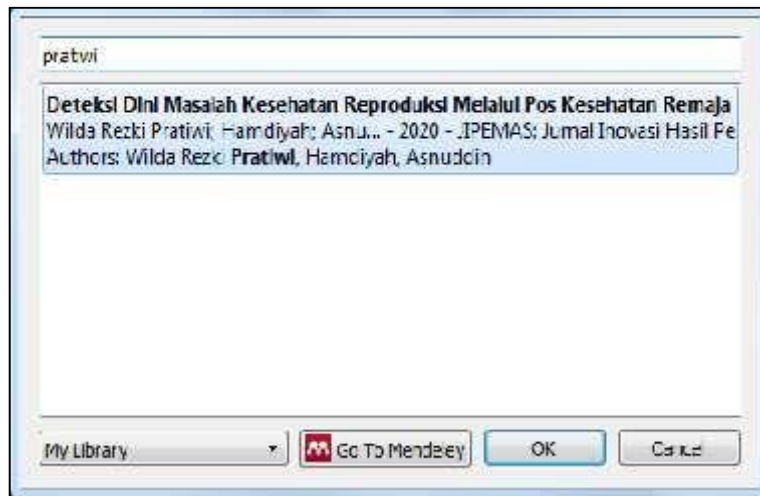 pratwi
Deteksi Dini Masalah Kesehatan Reproduksi Melalui Pos Kesehatan Remaja
Wilda Rezki Pratiwi; Hamdiyah; Asnu... - 2020 - JIPEMAS: Jurnal Inovasi Hasil Pe
Authors: Wilda Rezki Pratiwi, Hamdiyah, Asnuddin
My Library Go To Mendeley OK Cancel